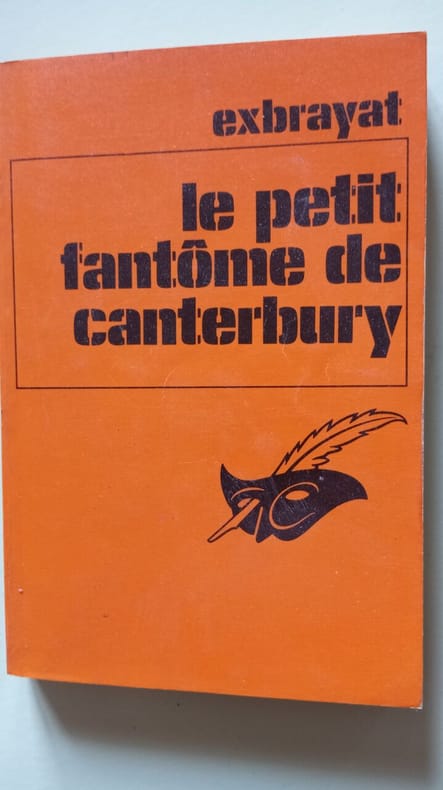 exbrayat
le petit
fantôme de
canterbury